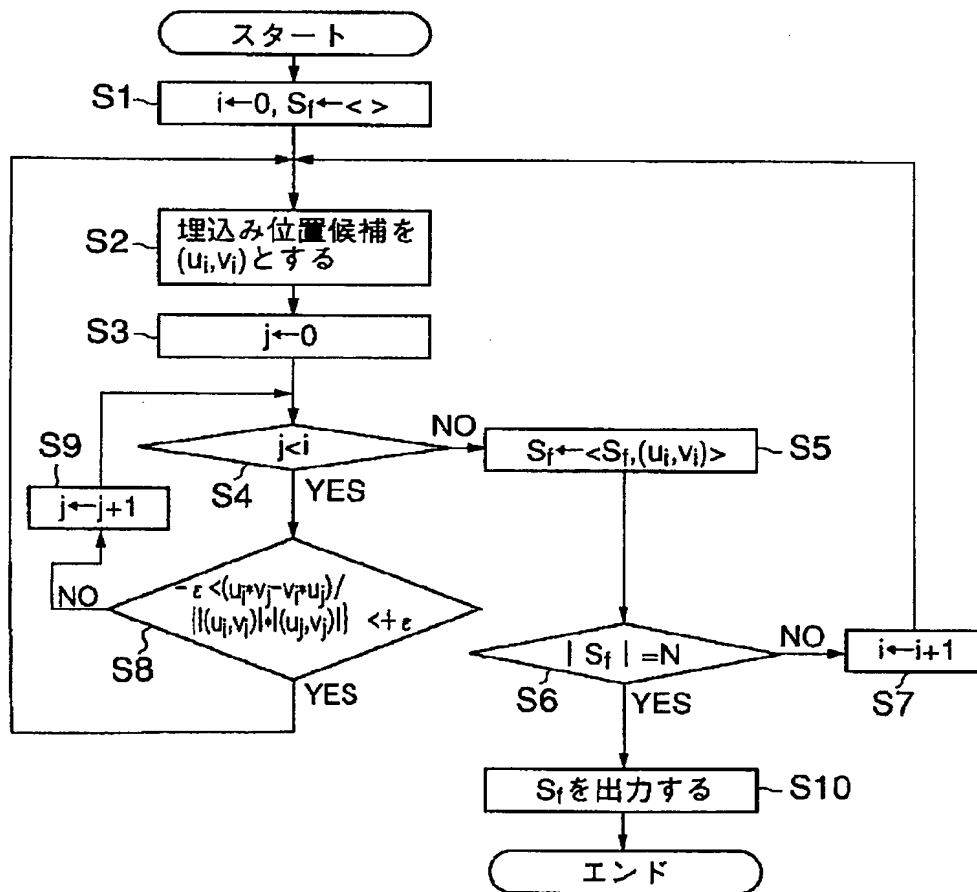 スタート
S1
i←0, Sf←< >
S2
埋込み位置候補を
(ui,vi)とする
S3
j←0
S9
j←j+1
j<i
NO
S4
YES
Sf←<Sf,(ui,vi)>
S5
NO
-ε<(ui*vj-vi*uj)/
{|(ui,vi)|*|(uj,vj)|} <+ε
S8
YES
| Sf | =N
NO
S6
YES
i←i+1
S7
Sfを出力する
S10
エンド